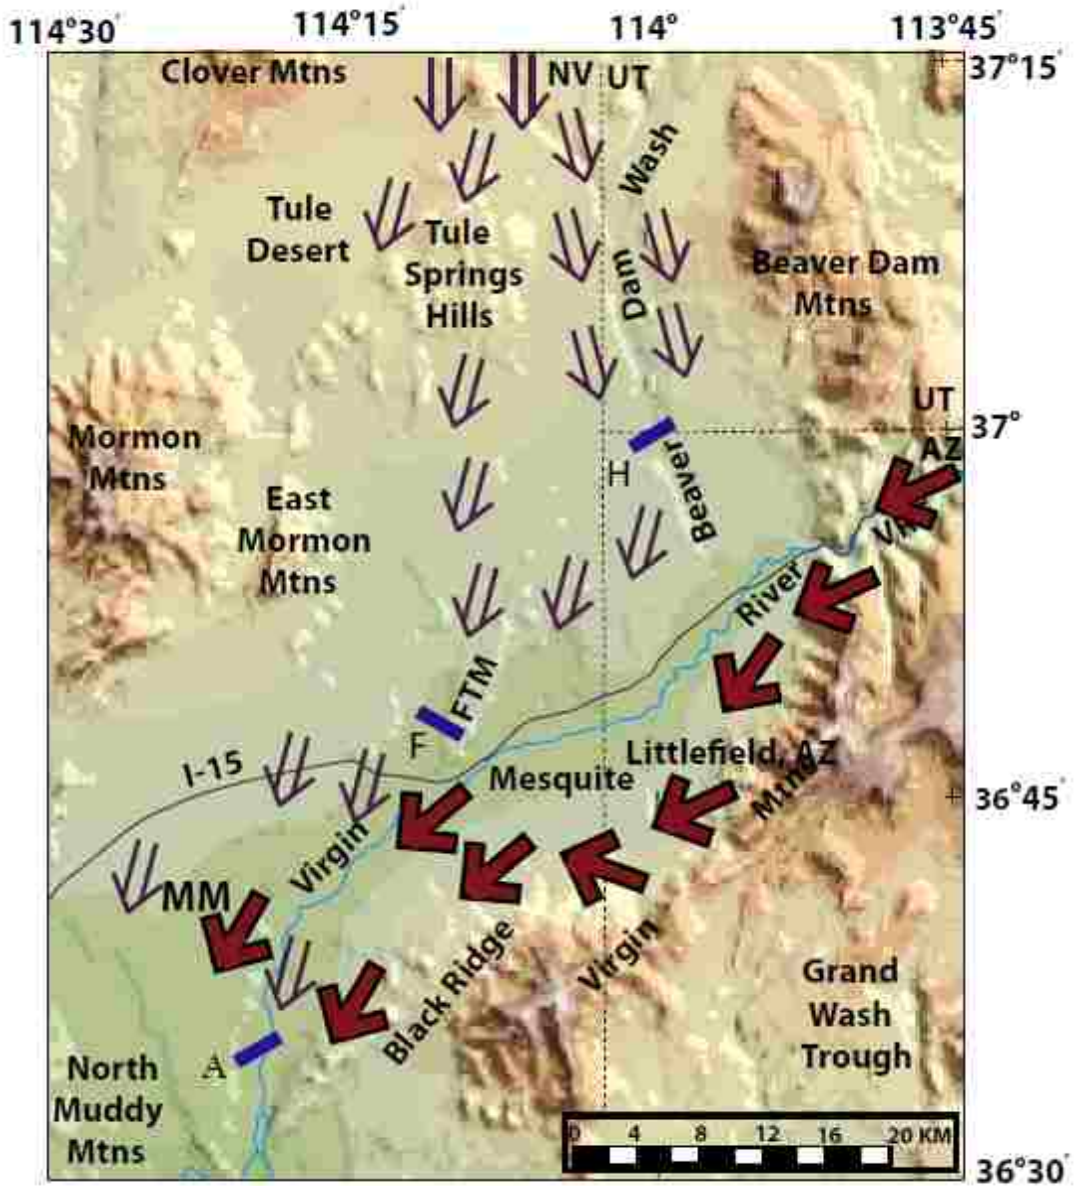 114°30'
114°15'
114°
113°45'
Clover Mtns
NV
UT
37°15'
Wash
Tule
Desert
Tule
Springs
Hills
Dam
Beaver Dam
Mtns
UT
37°
AZ
Mormon
Mtns
H
Beaver
East
Mormon
Mtns
River
FTM
F
I-15
Littlefield, AZ
Mesquite
Mtns
36°45'
Virgin
MM
Black Ridge
Virgin
Grand
Wash
Trough
A
North
Muddy
Mtns
0 4 8 12 16 20 KM
36°30'